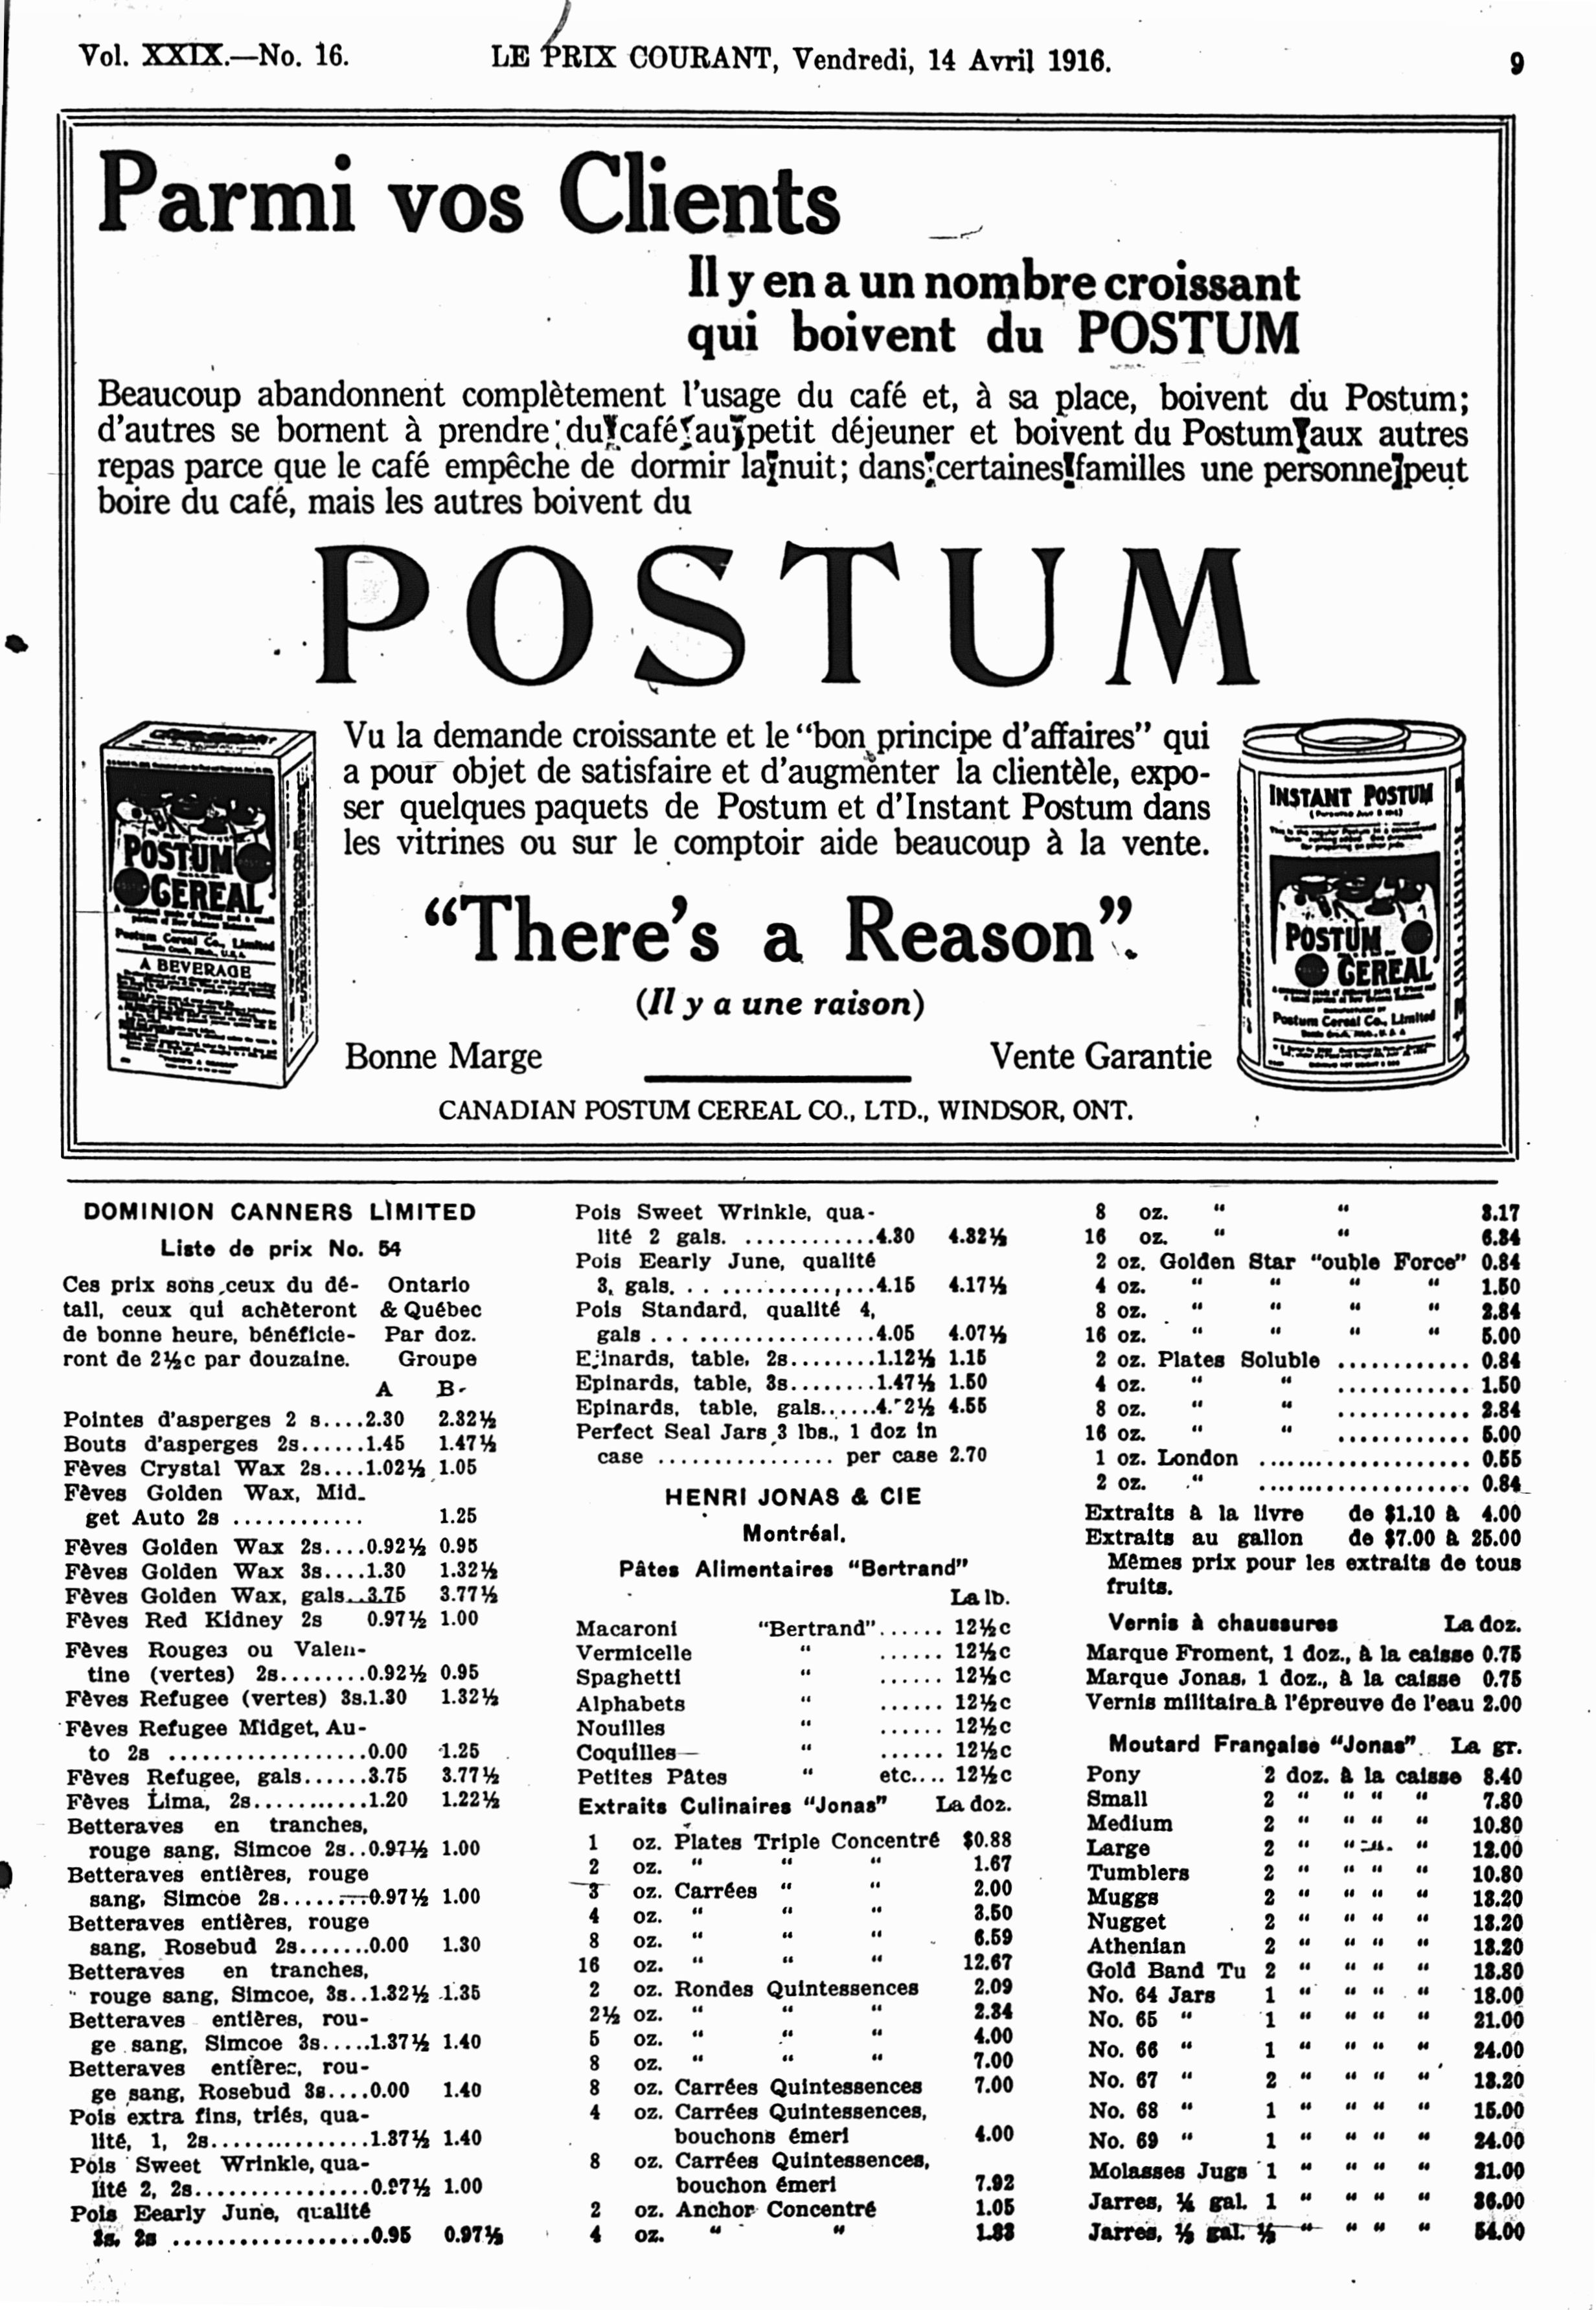 Vol. XXIX.—No. 16. LE PRIX COURANT, Vendredi, 14 Avril 1916. 9
Parmi vos Clients
Il y en a un nombre croissant
qui boivent du POSTUM
Beaucoup abandonnent complètement l'usage du café et, à sa place, boivent du Postum;
d'autres se bornent à prendre du café au petit déjeuner et boivent du Postum aux autres
repas parce que le café empêche de dormir la nuit; dans certaines familles une personne peut
boire du café, mais les autres boivent du
POSTUM
Vu la demande croissante et le "bon principe d'affaires" qui
a pour objet de satisfaire et d'augmenter la clientèle, expo-
ser quelques paquets de Postum et d'Instant Postum dans
les vitrines ou sur le comptoir aide beaucoup à la vente.
"There's a Reason".
(Il y a une raison)
Bonne Marge Vente Garantie
CANADIAN POSTUM CEREAL CO., LTD., WINDSOR, ONT.
POSTUM
CEREAL
Postum Cereal Co., Limited
A BEVERAGE
INSTANT POSTUM
POSTUM
CEREAL
Postum Cereal Co., Limited
DOMINION CANNERS LIMITED
Liste de prix No. 54
Ces prix sons ceux du dé- Ontario
tail, ceux qui achèteront & Québec
de bonne heure, bénéficie- Par doz.
ront de 2½c par douzaine. Groupe
A B
Pointes d'asperges 2 s....2.30 2.32½
Bouts d'asperges 2s......1.45 1.47½
Fèves Crystal Wax 2s....1.02½ 1.05
Fèves Golden Wax, Mid-
get Auto 2s ............ 1.25
Fèves Golden Wax 2s....0.92½ 0.95
Fèves Golden Wax 3s....1.30 1.32½
Fèves Golden Wax, gals..3.75 3.77½
Fèves Red Kidney 2s 0.97½ 1.00
Fèves Rouges ou Valen-
tine (vertes) 2s........0.92½ 0.95
Fèves Refugee (vertes) 3s.1.30 1.32½
Fèves Refugee Midget, Au-
to 2s ..................0.00 1.25
Fèves Refugee, gals......3.75 3.77½
Fèves Lima, 2s...........1.20 1.22½
Betteraves en tranches,
rouge sang, Simcoe 2s..0.97½ 1.00
Betteraves entières, rouge
sang, Simcoe 2s........0.97½ 1.00
Betteraves entières, rouge
sang, Rosebud 2s.......0.00 1.30
Betteraves en tranches,
rouge sang, Simcoe, 3s..1.32½ 1.35
Betteraves entières, rou-
ge sang, Simcoe 3s.....1.37½ 1.40
Betteraves entières, rou-
ge sang, Rosebud 3s....0.00 1.40
Pois extra fins, triés, qua-
lité, 1, 2s...............1.37½ 1.40
Pois Sweet Wrinkle, qua-
lité 2, 2s................0.97½ 1.00
Pois Eearly June, qualité
3s, 2s ..................0.95 0.97½
Pois Sweet Wrinkle, qua-
lité 2 gals. ............4.30 4.32½
Pois Eearly June, qualité
3, gals. ................4.15 4.17½
Pois Standard, qualité 4,
gals ....................4.05 4.07½
Epinards, table, 2s........1.12½ 1.15
Epinards, table, 3s........1.47½ 1.50
Epinards, table, gals......4. 2½ 4.55
Perfect Seal Jars 3 lbs., 1 doz in
case ................ per case 2.70
HENRI JONAS & CIE
Montréal.
Pâtes Alimentaires "Bertrand"
La lb.
Macaroni "Bertrand"...... 12½c
Vermicelle " ...... 12½c
Spaghetti " ...... 12½c
Alphabets " ...... 12½c
Nouilles " ...... 12½c
Coquilles " ...... 12½c
Petites Pâtes " etc.... 12½c
Extraits Culinaires "Jonas" La doz.
1 oz. Plates Triple Concentré $0.88
2 oz. " " " 1.67
3 oz. Carrées " " 2.00
4 oz. " " " 3.50
8 oz. " " " 6.59
16 oz. " " " 12.67
2 oz. Rondes Quintessences 2.09
2½ oz. " " " 2.34
5 oz. " " " 4.00
8 oz. " " " 7.00
8 oz. Carrées Quintessences 7.00
4 oz. Carrées Quintessences,
bouchons émeri 4.00
8 oz. Carrées Quintessences,
bouchon émeri 7.92
2 oz. Anchor Concentré 1.05
4 oz. " " 1.83
8 oz. " " 3.17
16 oz. " " 6.34
2 oz. Golden Star "ouble Force" 0.84
4 oz. " " " " 1.50
8 oz. " " " " 2.84
16 oz. " " " " 5.00
2 oz. Plates Soluble ............ 0.84
4 oz. " " ............ 1.50
8 oz. " " ............ 2.84
16 oz. " " ............ 5.00
1 oz. London .................... 0.55
2 oz. " .................... 0.84
Extraits à la livre de $1.10 à 4.00
Extraits au gallon de $7.00 à 25.00
Mêmes prix pour les extraits de tous
fruits.
Vernis à chaussures La doz.
Marque Froment, 1 doz., à la caisse 0.75
Marque Jonas, 1 doz., à la caisse 0.75
Vernis militaire à l'épreuve de l'eau 2.00
Moutard Française "Jonas" La gr.
Pony 2 doz. à la caisse 8.40
Small 2 " " " " 7.80
Medium 2 " " " " 10.80
Large 2 " " " 12.00
Tumblers 2 " " " " 10.80
Muggs 2 " " " " 13.20
Nugget 2 " " " " 13.20
Athenian 2 " " " " 13.20
Gold Band Tu 2 " " " " 13.80
No. 64 Jars 1 " " " " 18.00
No. 65 " 1 " " " " 21.00
No. 66 " 1 " " " " 24.00
No. 67 " 2 " " " " 13.20
No. 68 " 1 " " " " 15.00
No. 69 " 1 " " " " 24.00
Molasses Jugs 1 " " " " 21.00
Jarres, ¼ gal. 1 " " " " 36.00
Jarres, ½ gal. ½ " " " " 54.00